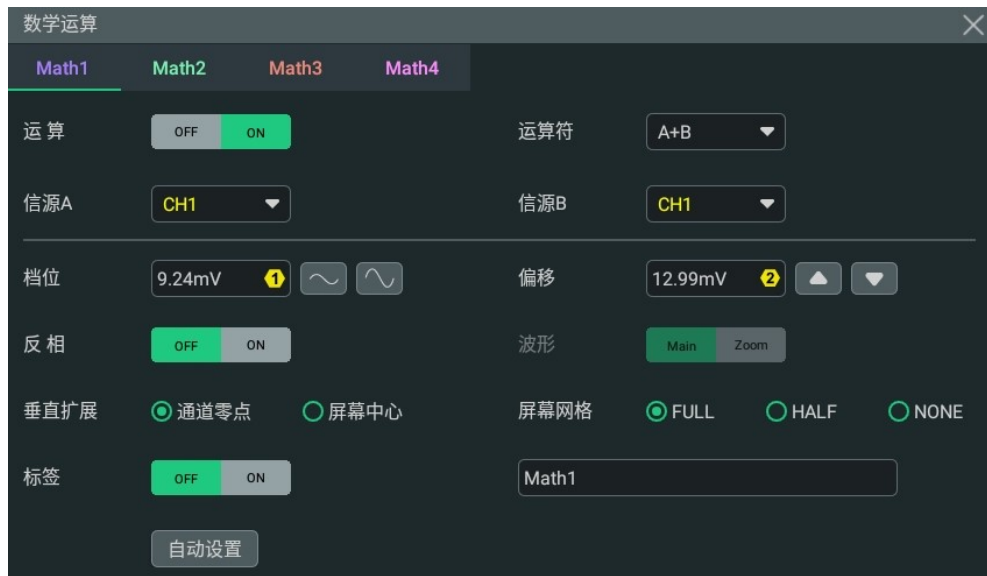 数学运算
Math1 Math2 Math3 Math4
运算 OFF ON 运算符 A+B
信源A CH1 信源B CH1
档位 9.24mV 1 偏移 12.99mV 2
反相 OFF ON 波形 Main Zoom
垂直扩展 通道零点 屏幕中心 屏幕网格 FULL HALF NONE
标签 OFF ON Math1
自动设置